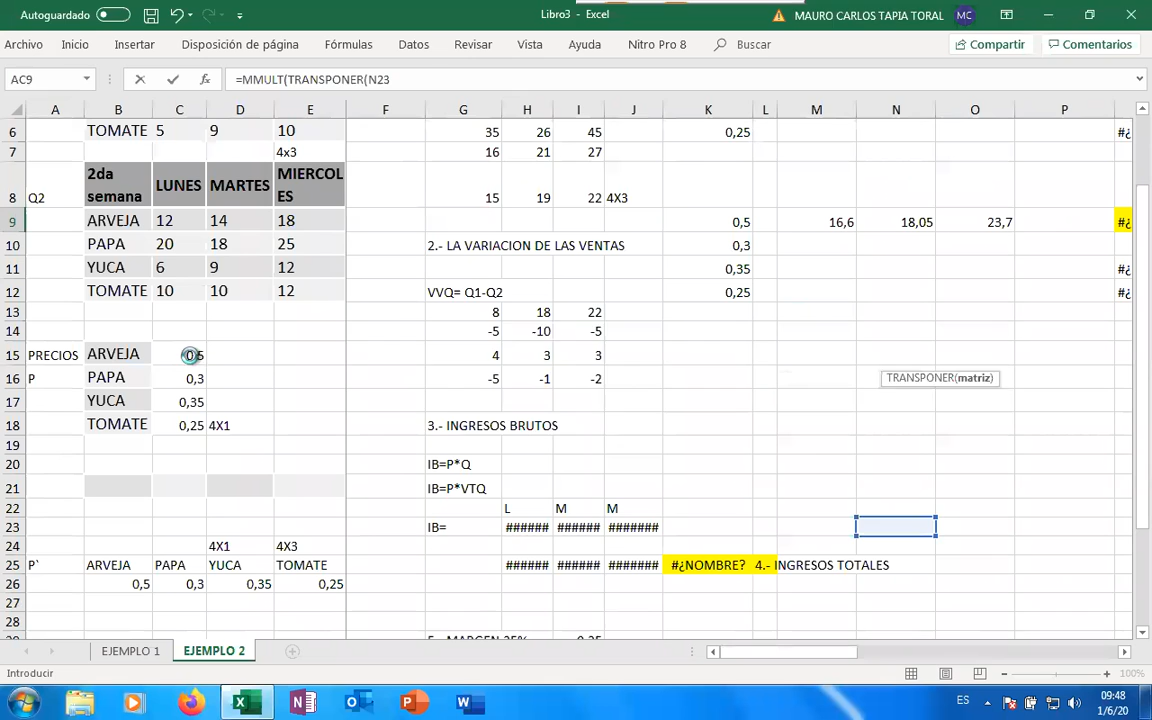 Autoguardado
Libro3 - Excel
MAURO CARLOS TAPIA TORAL MC
Archivo Inicio Insertar Disposición de página Fórmulas Datos Revisar Vista Ayuda Nitro Pro 8 Buscar Compartir Comentarios
AC9 fx =MMULT(TRANSPONER(N23
A B C D E F G H I J K L M N O P
6 TOMATE 5 9 10 35 26 45 0,25 #¿
7 4x3 16 21 27
8 Q2 2da semana LUNES MARTES MIERCOLES 15 19 22 4X3
9 ARVEJA 12 14 18 0,5 16,6 18,05 23,7 #¿
10 PAPA 20 18 25 2.- LA VARIACION DE LAS VENTAS 0,3
11 YUCA 6 9 12 0,35 #¿
12 TOMATE 10 10 12 VVQ= Q1-Q2 0,25 #¿
13 8 18 22
14 -5 -10 -5
15 PRECIOS ARVEJA 0,5 4 3 3
16 P PAPA 0,3 -5 -1 -2 TRANSPONER(matriz)
17 YUCA 0,35
18 TOMATE 0,25 4X1 3.- INGRESOS BRUTOS
19
20 IB=P*Q
21 IB=P*VTQ
22 L M M
23 IB= ###### ###### #######
24 4X1 4X3
25 P` ARVEJA PAPA YUCA TOMATE ###### ###### ####### #¿NOMBRE? 4.- INGRESOS TOTALES
26 0,5 0,3 0,35 0,25
27
28
29 5.- MARGEN 25% 0,25
EJEMPLO 1 EJEMPLO 2
Introducir 100%
ES 09:48
1/6/20